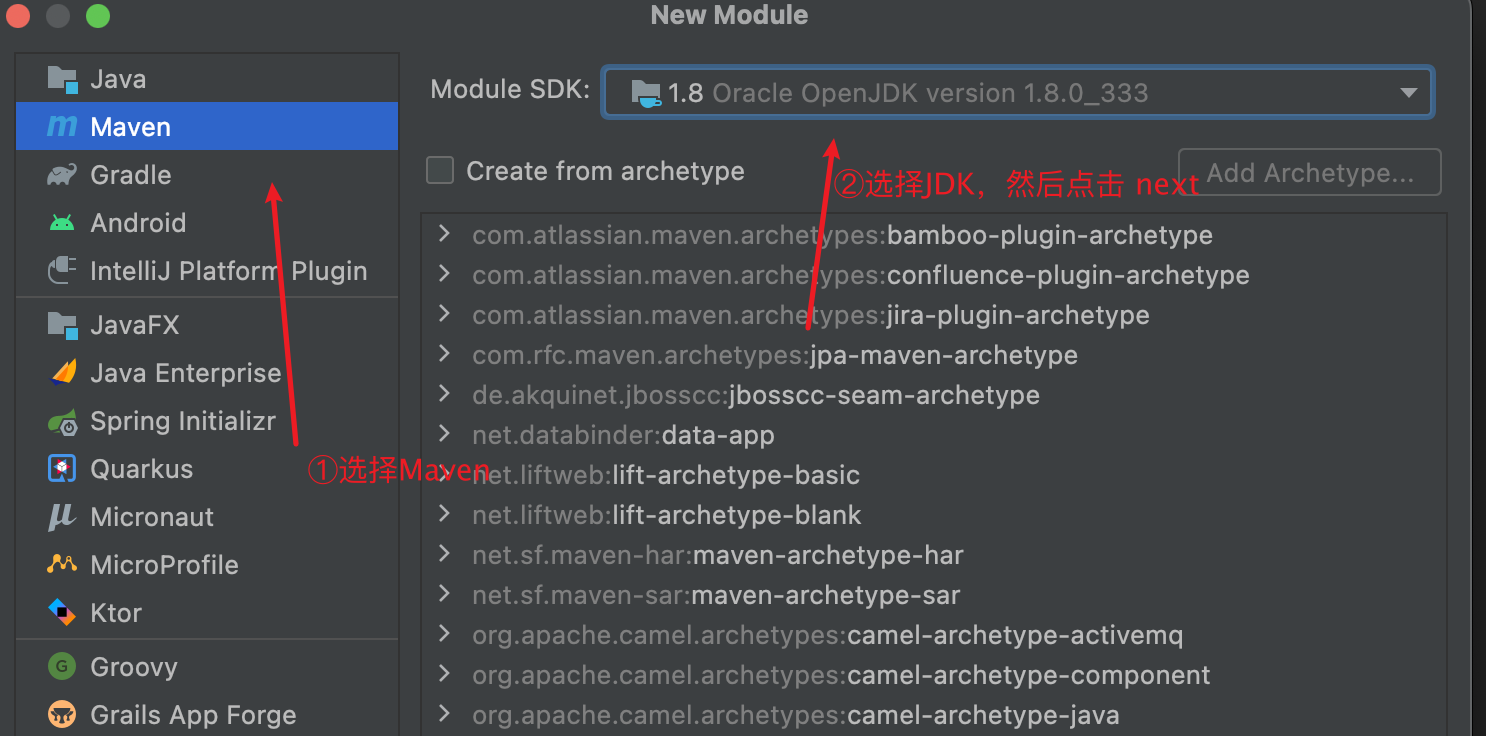 New Module
Java
Maven
Gradle
Android
IntelliJ Platform Plugin
JavaFX
Java Enterprise
Spring Initializr
Quarkus
Micronaut
MicroProfile
Ktor
Groovy
Grails App Forge
①选择Maven
Module SDK: 1.8 Oracle OpenJDK version 1.8.0_333
Create from archetype
②选择JDK，然后点击 next
Add Archetype...
com.atlassian.maven.archetypes:bamboo-plugin-archetype
com.atlassian.maven.archetypes:confluence-plugin-archetype
com.atlassian.maven.archetypes:jira-plugin-archetype
com.rfc.maven.archetypes:jpa-maven-archetype
de.akquinet.jbosscc:jbosscc-seam-archetype
net.databinder:data-app
net.liftweb:lift-archetype-basic
net.liftweb:lift-archetype-blank
net.sf.maven-har:maven-archetype-har
net.sf.maven-sar:maven-archetype-sar
org.apache.camel.archetypes:camel-archetype-activemq
org.apache.camel.archetypes:camel-archetype-component
org.apache.camel.archetypes:camel-archetype-java